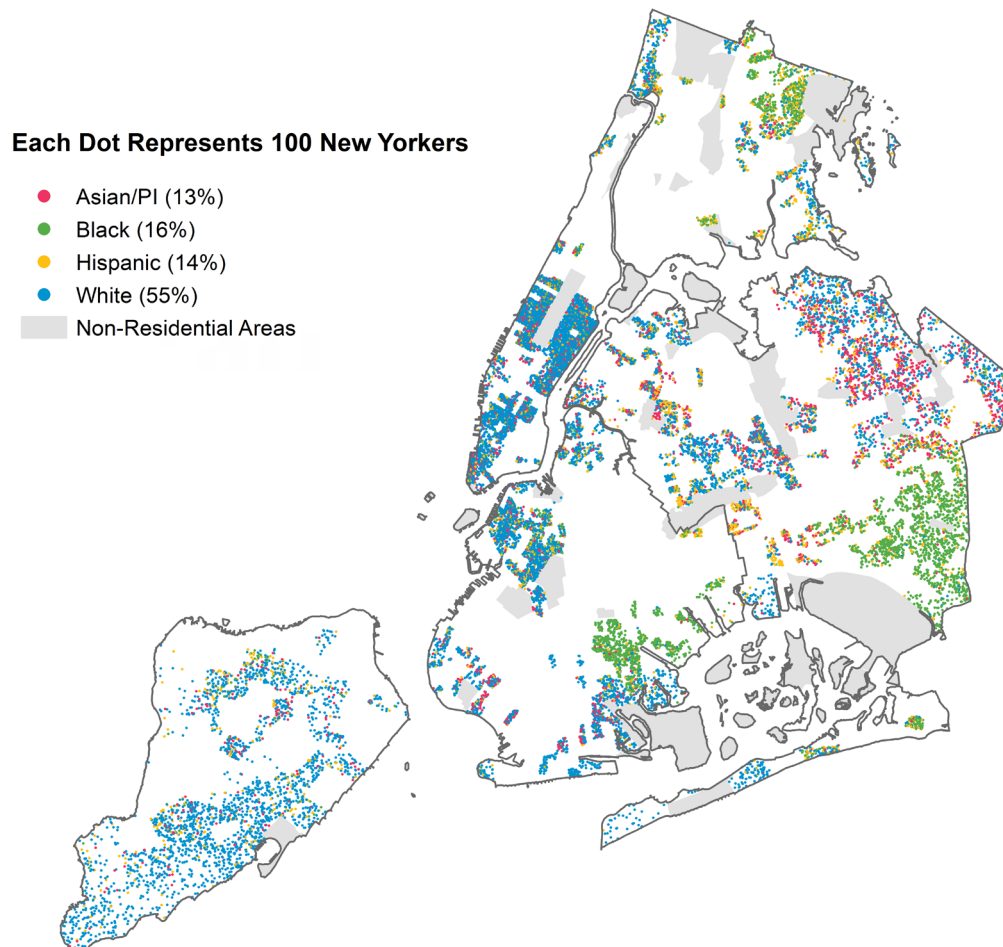 Each Dot Represents 100 New Yorkers
Asian/PI (13%)
Black (16%)
Hispanic (14%)
White (55%)
Non-Residential Areas